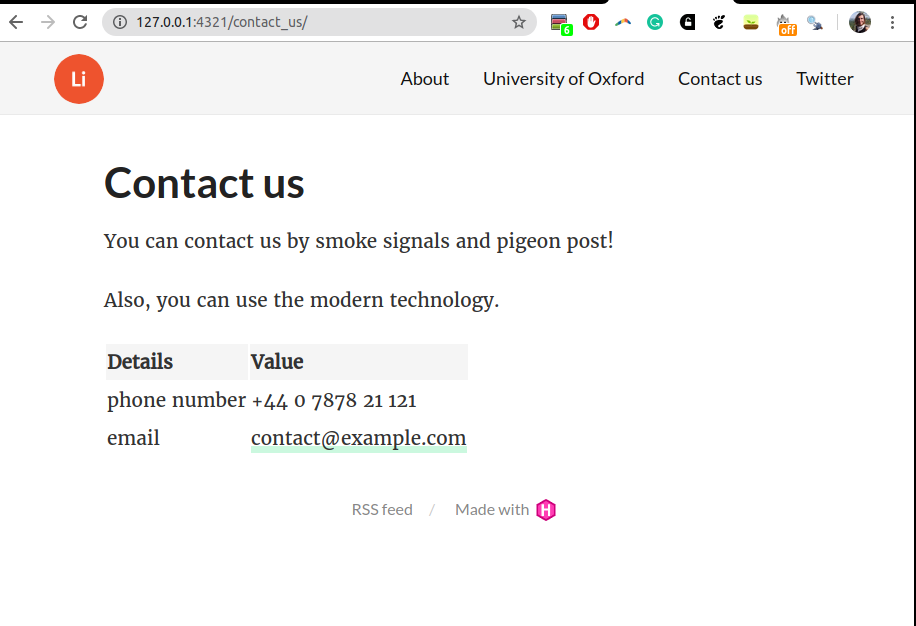 127.0.0.1:4321/contact_us/
6
off
Li
About University of Oxford Contact us Twitter
Contact us
You can contact us by smoke signals and pigeon post!
Also, you can use the modern technology.
Details Value
phone number +44 0 7878 21 121
email contact@example.com
RSS feed / Made with H